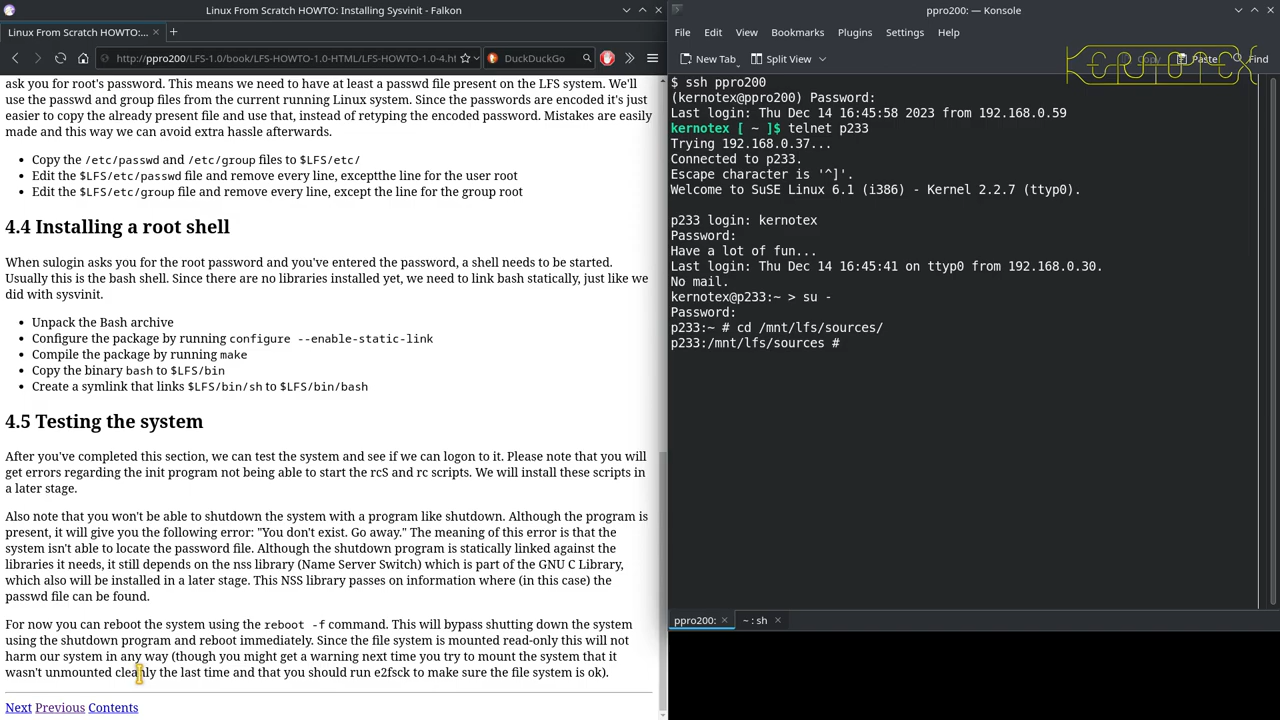 Linux From Scratch HOWTO: Installing Sysvinit - Falkon
Linux From Scratch HOWTO:...
http://ppro200/LFS-1.0/book/LFS-HOWTO-1.0-HTML/LFS-HOWTO-1.0-4.ht
DuckDuckGo
ask you for root's password. This means we need to have at least a passwd file present on the LFS system. We'll
use the passwd and group files from the current running Linux system. Since the passwords are encoded it's just
easier to copy the already present file and use that, instead of retyping the encoded password. Mistakes are easily
made and this way we can avoid extra hassle afterwards.
• Copy the /etc/passwd and /etc/group files to $LFS/etc/
• Edit the $LFS/etc/passwd file and remove every line, exceptthe line for the user root
• Edit the $LFS/etc/group file and remove every line, except the line for the group root
4.4 Installing a root shell
When sulogin asks you for the root password and you've entered the password, a shell needs to be started.
Usually this is the bash shell. Since there are no libraries installed yet, we need to link bash statically, just like we
did with sysvinit.
• Unpack the Bash archive
• Configure the package by running configure --enable-static-link
• Compile the package by running make
• Copy the binary bash to $LFS/bin
• Create a symlink that links $LFS/bin/sh to $LFS/bin/bash
4.5 Testing the system
After you've completed this section, we can test the system and see if we can logon to it. Please note that you will
get errors regarding the init program not being able to start the rcS and rc scripts. We will install these scripts in
a later stage.
Also note that you won't be able to shutdown the system with a program like shutdown. Although the program is
present, it will give you the following error: "You don't exist. Go away." The meaning of this error is that the
system isn't able to locate the password file. Although the shutdown program is statically linked against the
libraries it needs, it still depends on the nss library (Name Server Switch) which is part of the GNU C Library,
which also will be installed in a later stage. This NSS library passes on information where (in this case) the
passwd file can be found.
For now you can reboot the system using the reboot -f command. This will bypass shutting down the system
using the shutdown program and reboot immediately. Since the file system is mounted read-only this will not
harm our system in any way (though you might get a warning next time you try to mount the system that it
wasn't unmounted cleanly the last time and that you should run e2fsck to make sure the file system is ok).
Next Previous Contents
ppro200: — Konsole
File Edit View Bookmarks Plugins Settings Help
New Tab Split View Copy Paste Find
Kernotex
$ ssh ppro200
(kernotex@ppro200) Password:
Last login: Thu Dec 14 16:45:58 2023 from 192.168.0.59
kernotex [ ~ ]$ telnet p233
Trying 192.168.0.37...
Connected to p233.
Escape character is '^]'.
Welcome to SuSE Linux 6.1 (i386) - Kernel 2.2.7 (ttyp0).
p233 login: kernotex
Password:
Have a lot of fun...
Last login: Thu Dec 14 16:45:41 on ttyp0 from 192.168.0.30.
No mail.
kernotex@p233:~ > su -
Password:
p233:~ # cd /mnt/lfs/sources/
p233:/mnt/lfs/sources #
ppro200:
~ : sh